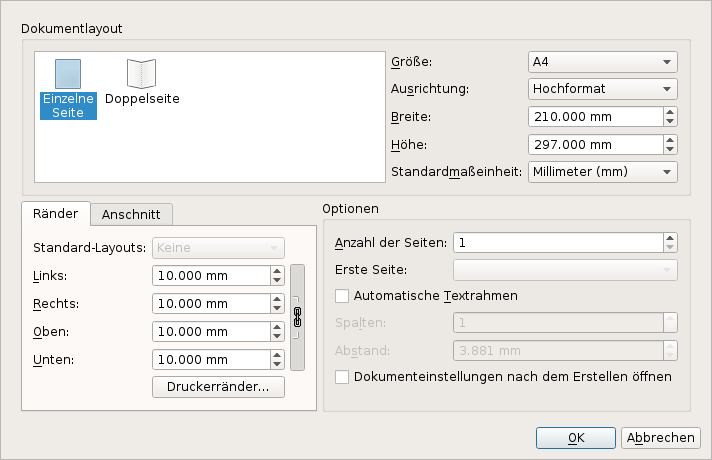 Dokumentlayout
Einzelne
Seite
Doppelseite
Größe: A4
Ausrichtung: Hochformat
Breite: 210.000 mm
Höhe: 297.000 mm
Standardmaßeinheit: Millimeter (mm)
Ränder Anschnitt
Standard-Layouts: Keine
Links: 10.000 mm
Rechts: 10.000 mm
Oben: 10.000 mm
Unten: 10.000 mm
Druckerränder...
Optionen
Anzahl der Seiten: 1
Erste Seite:
Automatische Textrahmen
Spalten: 1
Abstand: 3.881 mm
Dokumenteinstellungen nach dem Erstellen öffnen
OK Abbrechen